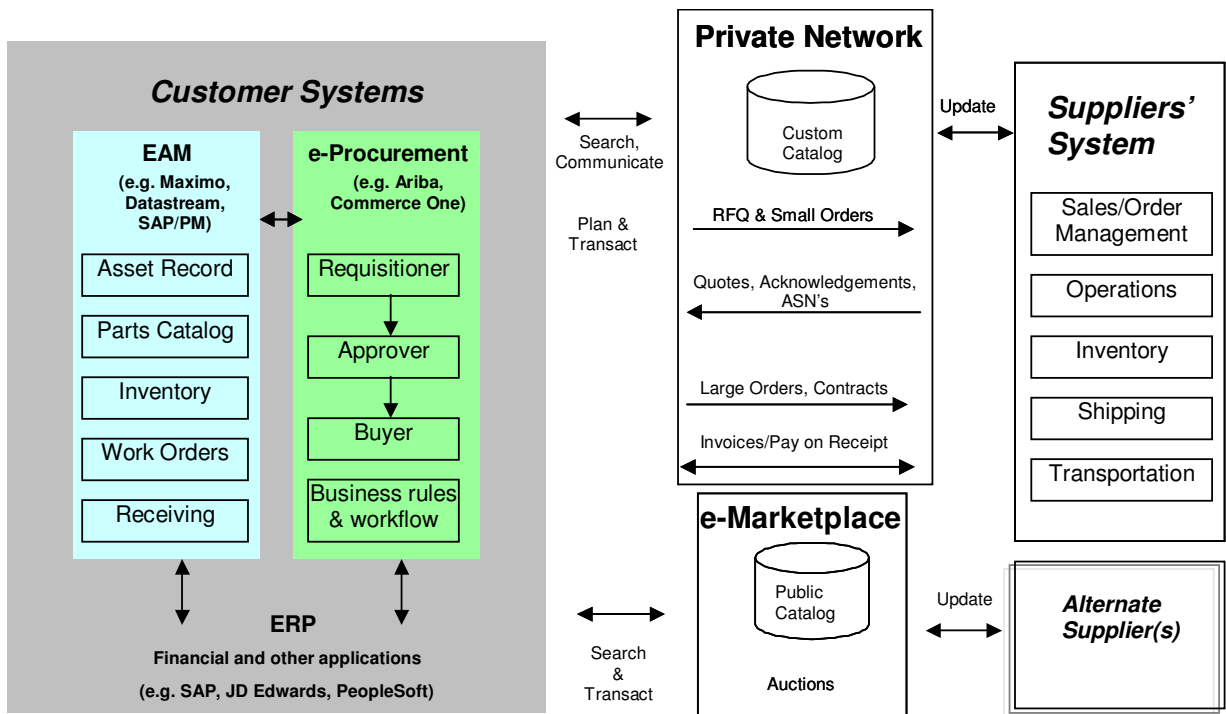 Customer Systems
EAM
(e.g. Maximo,
Datastream,
SAP/PM)
Asset Record
Parts Catalog
Inventory
Work Orders
Receiving
e-Procurement
(e.g. Ariba,
Commerce One)
Requisitioner
Approver
Buyer
Business rules
& workflow
ERP
Financial and other applications
(e.g. SAP, JD Edwards, PeopleSoft)
Search,
Communicate
Plan &
Transact
Search
&
Transact
Private Network
Custom
Catalog
RFQ & Small Orders
Quotes, Acknowledgements,
ASN's
Large Orders, Contracts
Invoices/Pay on Receipt
e-Marketplace
Public
Catalog
Auctions
Update
Update
Suppliers'
System
Sales/Order
Management
Operations
Inventory
Shipping
Transportation
Alternate
Supplier(s)